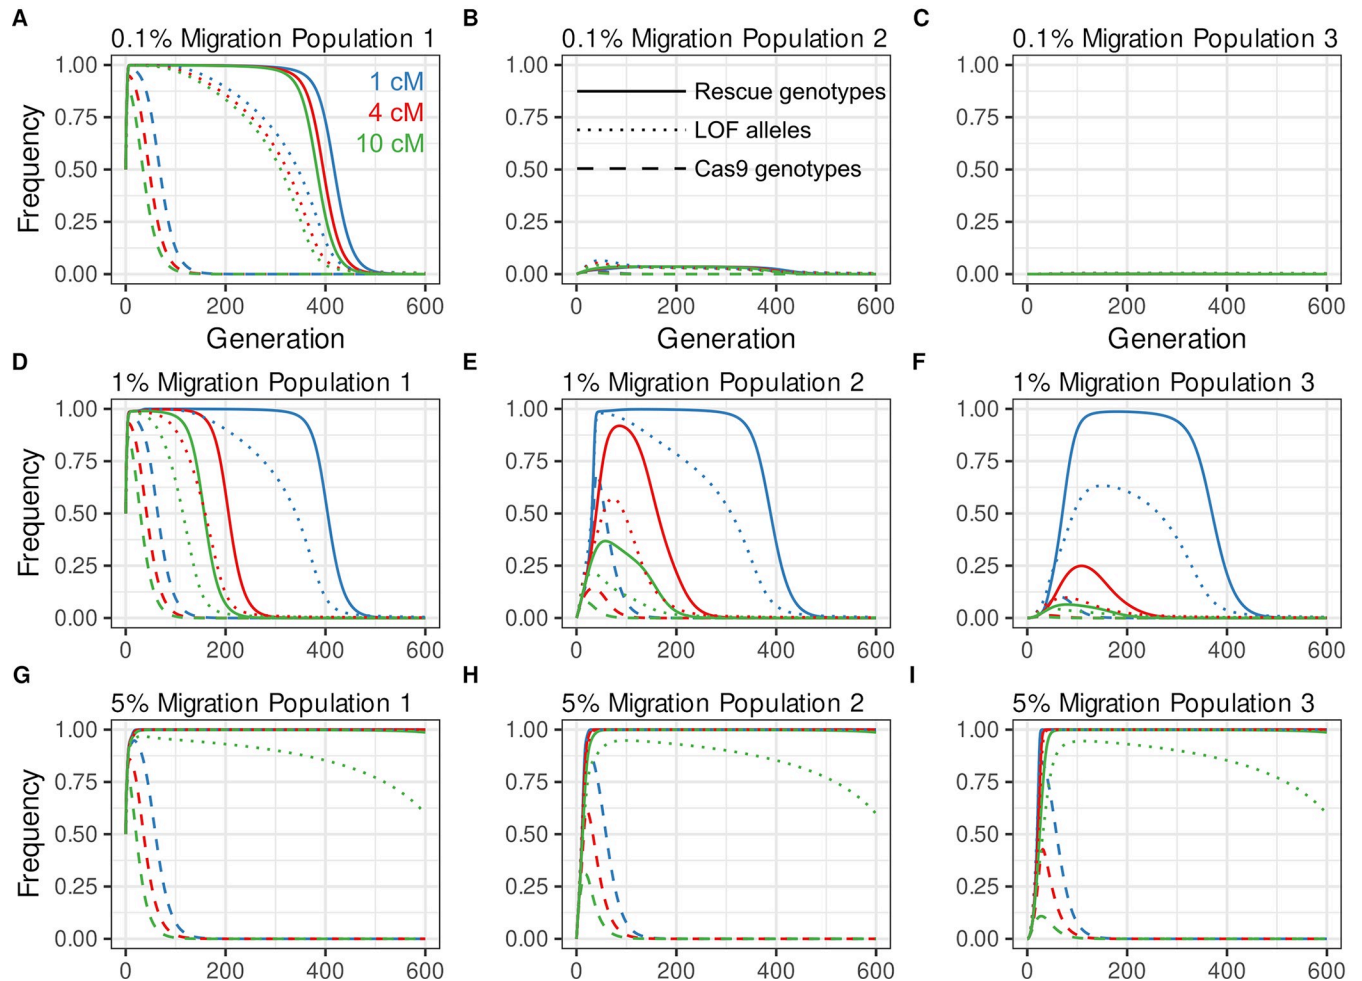 A
0.1% Migration Population 1
1.00
0.75
0.50
0.25
0.00
Frequency
1 cM
4 cM
10 cM
0 200 400 600
Generation
B
0.1% Migration Population 2
1.00
0.75
0.50
0.25
0.00
Rescue genotypes
LOF alleles
Cas9 genotypes
0 200 400 600
C
0.1% Migration Population 3
1.00
0.75
0.50
0.25
0.00
0 200 400 600
Generation
D
1% Migration Population 1
1.00
0.75
0.50
0.25
0.00
Frequency
0 200 400 600
E
1% Migration Population 2
1.00
0.75
0.50
0.25
0.00
0 200 400 600
F
1% Migration Population 3
1.00
0.75
0.50
0.25
0.00
0 200 400 600
G
5% Migration Population 1
1.00
0.75
0.50
0.25
0.00
Frequency
0 200 400 600
H
5% Migration Population 2
1.00
0.75
0.50
0.25
0.00
0 200 400 600
I
5% Migration Population 3
1.00
0.75
0.50
0.25
0.00
0 200 400 600